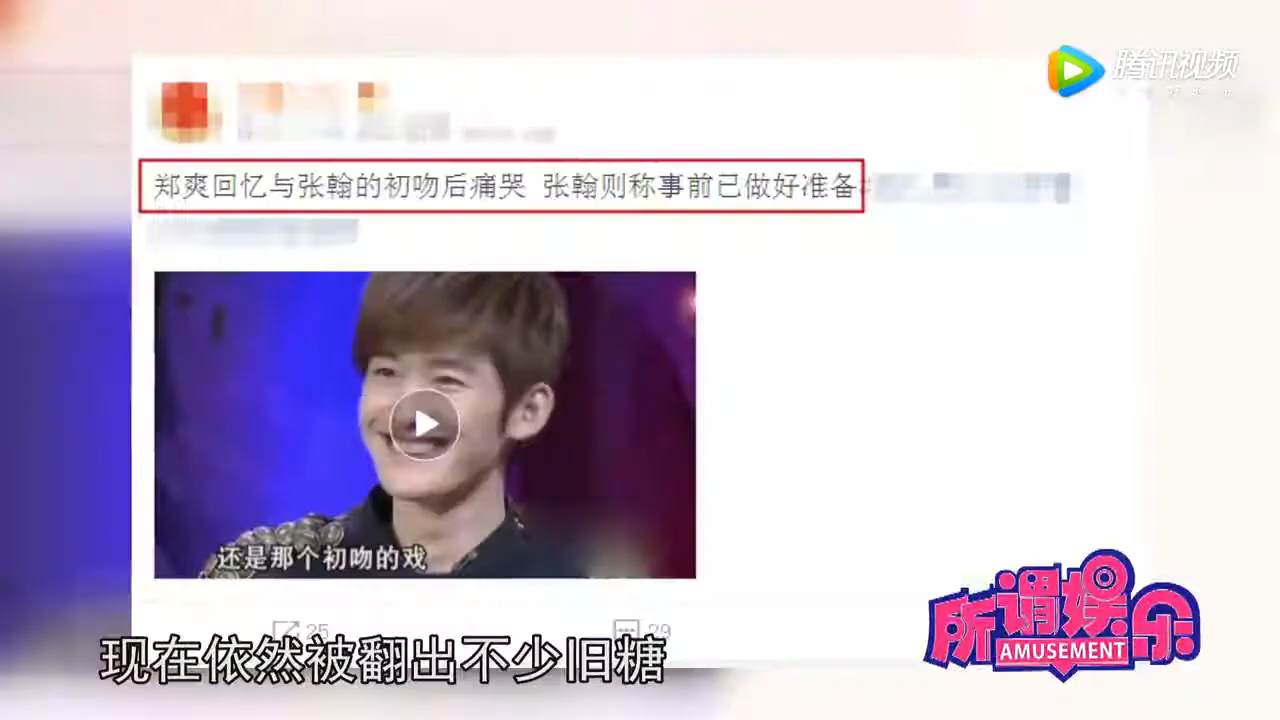 腾讯视频
郑爽回忆与张翰的初吻后痛哭 张翰则称事前已做好准备
还是那个初吻的戏
25
29
现在依然被翻出不少旧糖
所谓娱乐
AMUSEMENT